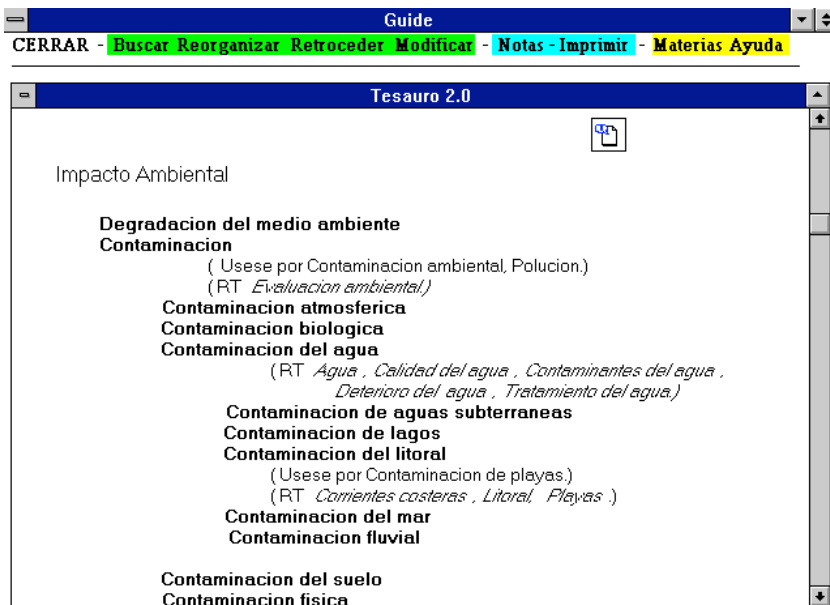 Guide
CERRAR - Buscar Reorganizar Retroceder Modificar - Notas - Imprimir - Materias Ayuda
Tesauro 2.0
Impacto Ambiental
Degradacion del medio ambiente
Contaminacion
( Usese por Contaminacion ambiental, Polucion.)
(RT Evaluacion ambiental.)
Contaminacion atmosferica
Contaminacion biologica
Contaminacion del agua
(RT Agua , Calidad del agua , Contaminantes del agua ,
Deterioro del agua , Tratamiento del agua.)
Contaminacion de aguas subterraneas
Contaminacion de lagos
Contaminacion del litoral
(Usese por Contaminacion de playas.)
(RT Corrientes costeras , Litoral, Playas .)
Contaminacion del mar
Contaminacion fluvial
Contaminacion del suelo
Contaminacion fisica